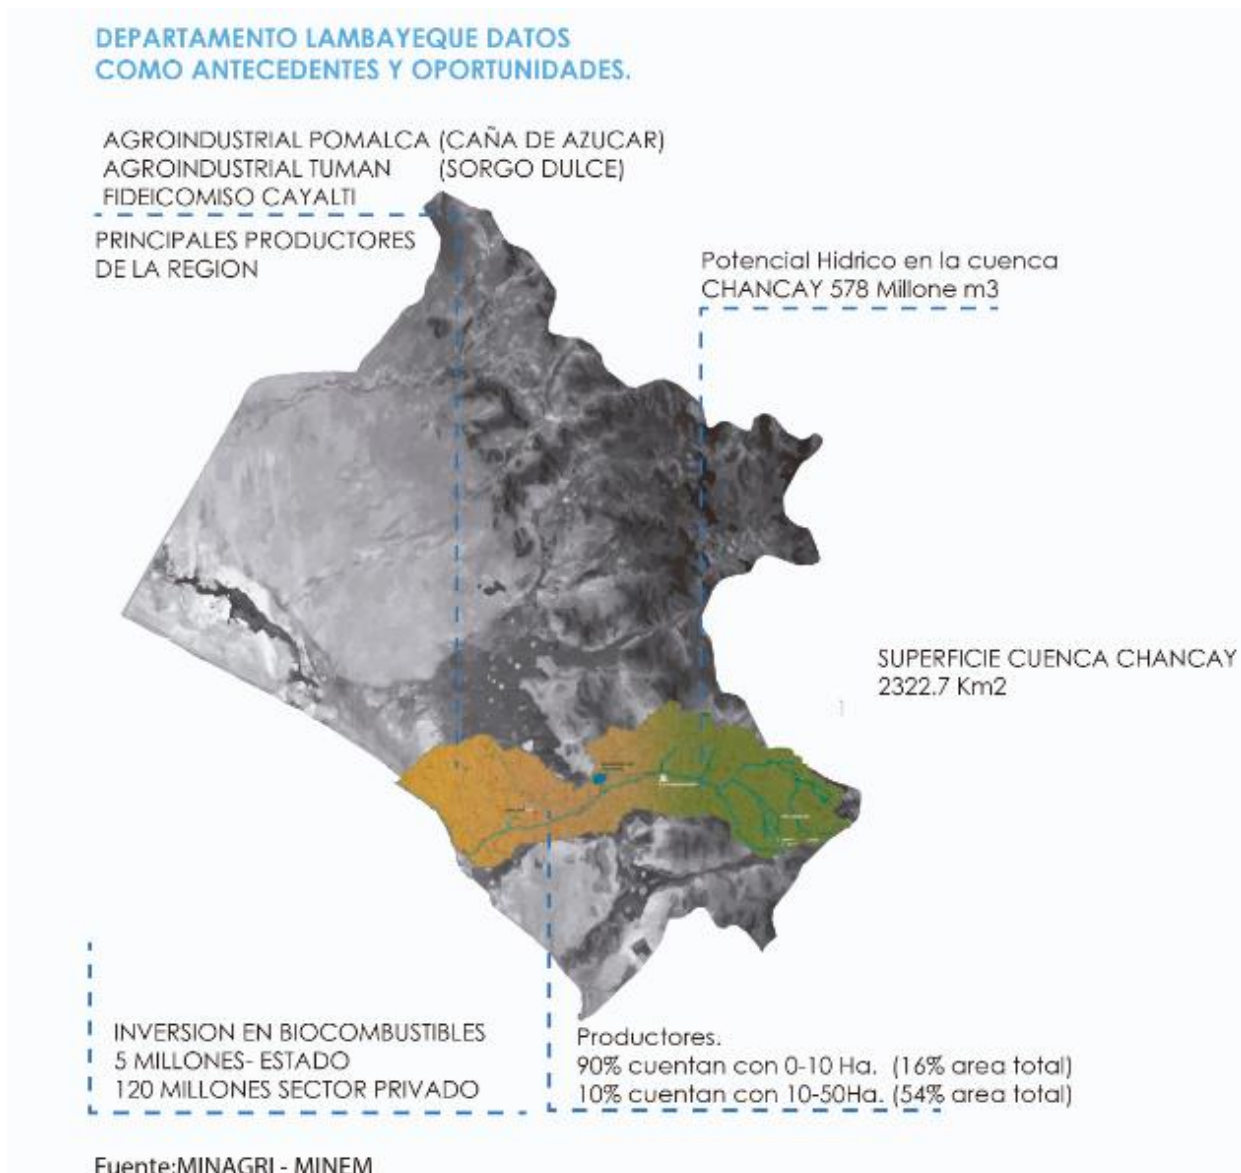 DEPARTAMENTO LAMBAYEQUE DATOS
COMO ANTECEDENTES Y OPORTUNIDADES.
AGROINDUSTRIAL POMALCA (CAÑA DE AZUCAR)
AGROINDUSTRIAL TUMAN (SORGO DULCE)
FIDEICOMISO CAYALTI
PRINCIPALES PRODUCTORES
DE LA REGION
Potencial Hidrico en la cuenca
CHANCAY 578 Millone m3
SUPERFICIE CUENCA CHANCAY
2322.7 Km2
INVERSION EN BIOCOMBUSTIBLES
5 MILLONES- ESTADO
120 MILLONES SECTOR PRIVADO
Productores.
90% cuentan con 0-10 Ha. (16% area total)
10% cuentan con 10-50Ha. (54% area total)
Fuente:MINAGRI - MINEM